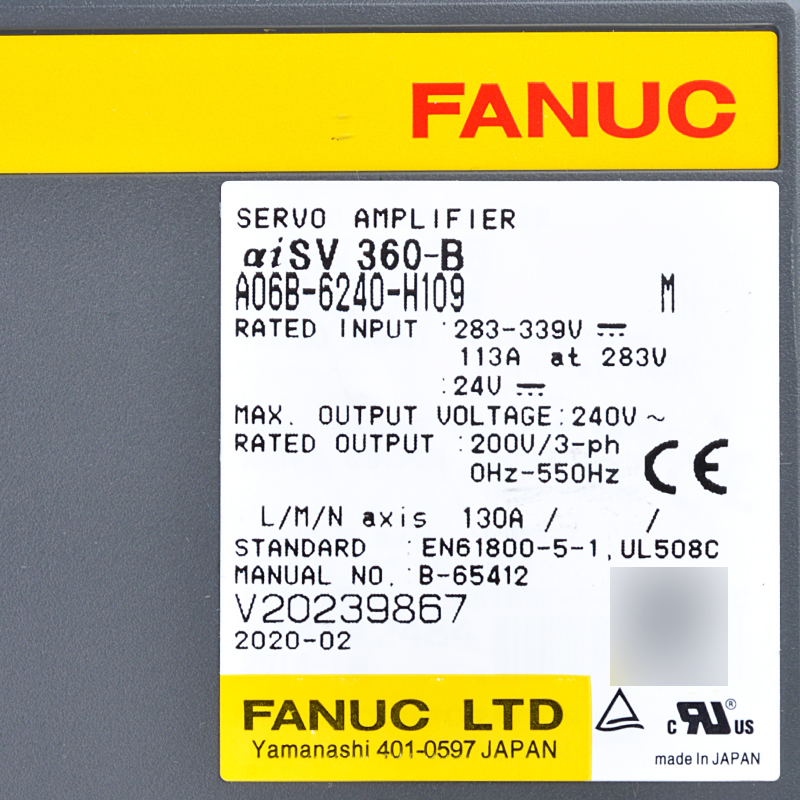 FANUC
SERVO AMPLIFIER
αiSV 360-B
A06B-6240-H109 M
RATED INPUT :283-339V ⎓
113A at 283V
:24V ⎓
MAX. OUTPUT VOLTAGE:240V ~
RATED OUTPUT :200V/3-ph
0Hz-550Hz
CE
L/M/N axis 130A / /
STANDARD :EN61800-5-1,UL508C
MANUAL NO. :B-65412
V20239867
2020-02
FANUC LTD
Yamanashi 401-0597 JAPAN
c RU ® US
made In JAPAN